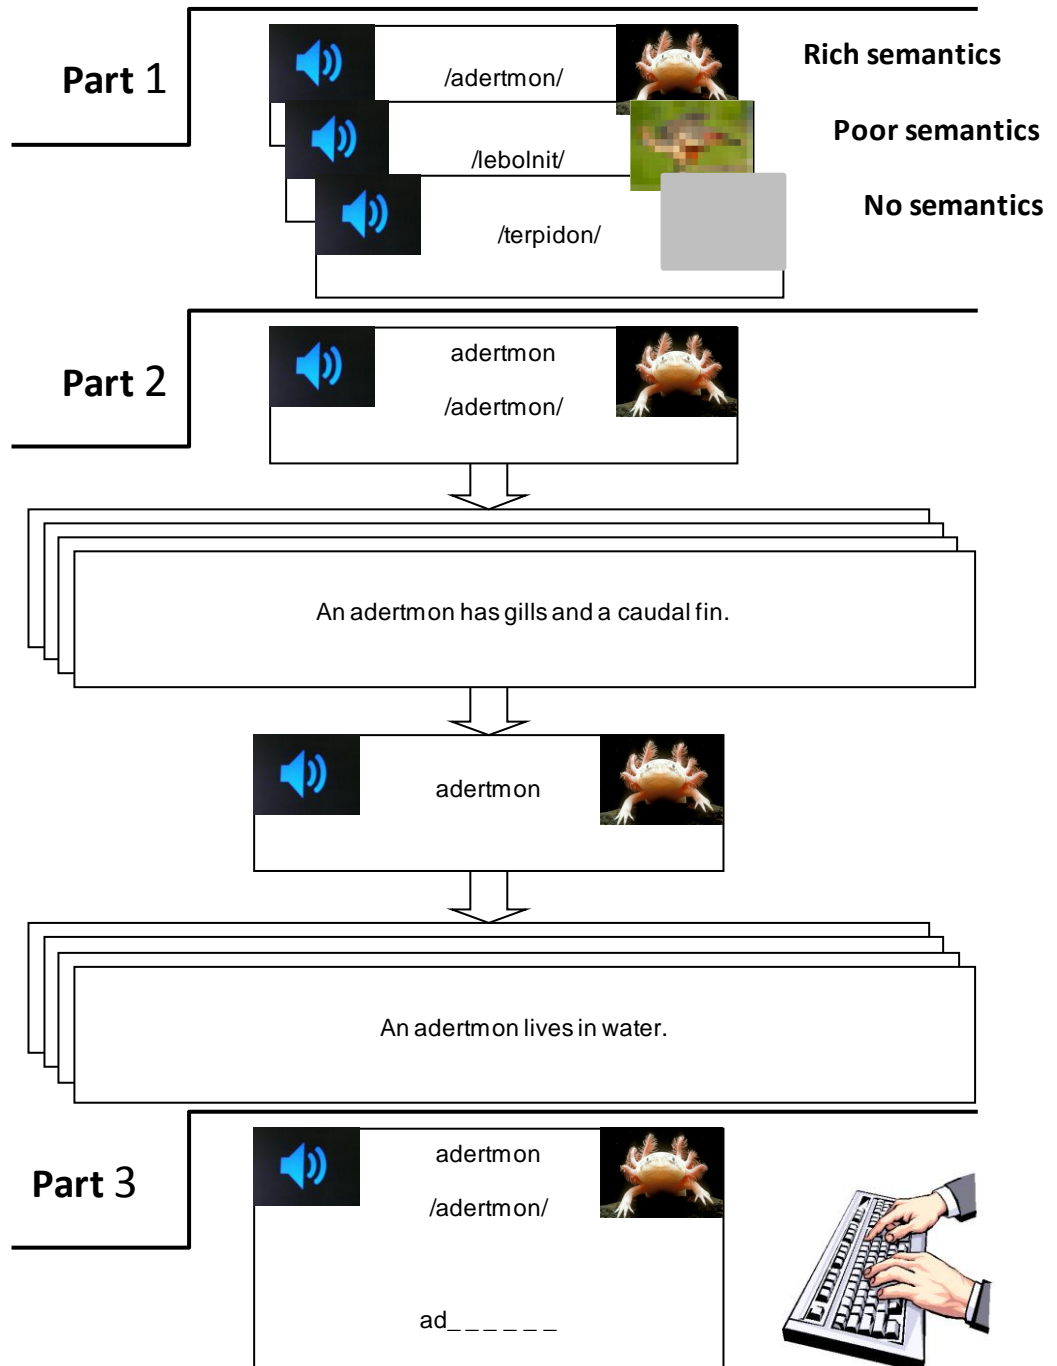 Part 1
/adertmon/
Rich semantics
/lebolnit/
Poor semantics
/terpidon/
No semantics
Part 2
adertmon
/adertmon/
An adertmon has gills and a caudal fin.
adertmon
An adertmon lives in water.
Part 3
adertmon
/adertmon/
ad_ _ _ _ _ _